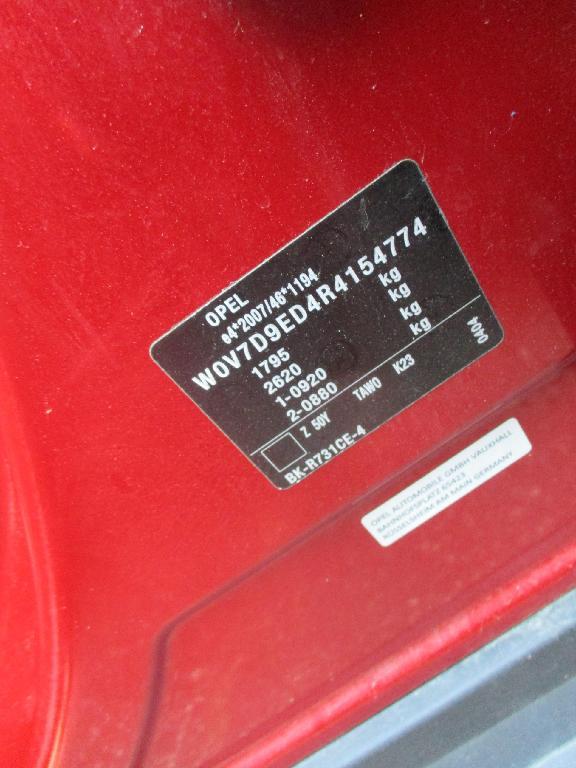 OPEL
e4*2007/46*1194
W0V7D9ED4R4154774
1795 kg
2620 kg
1-0920 kg
2-0880 kg
Z 50Y TAW0 K23 0404
BK-R731CE-4
OPEL AUTOMOBILE GMBH VAUXHALL
BAHNHOFSPLATZ 65423
RÜSSELSHEIM AM MAIN GERMANY